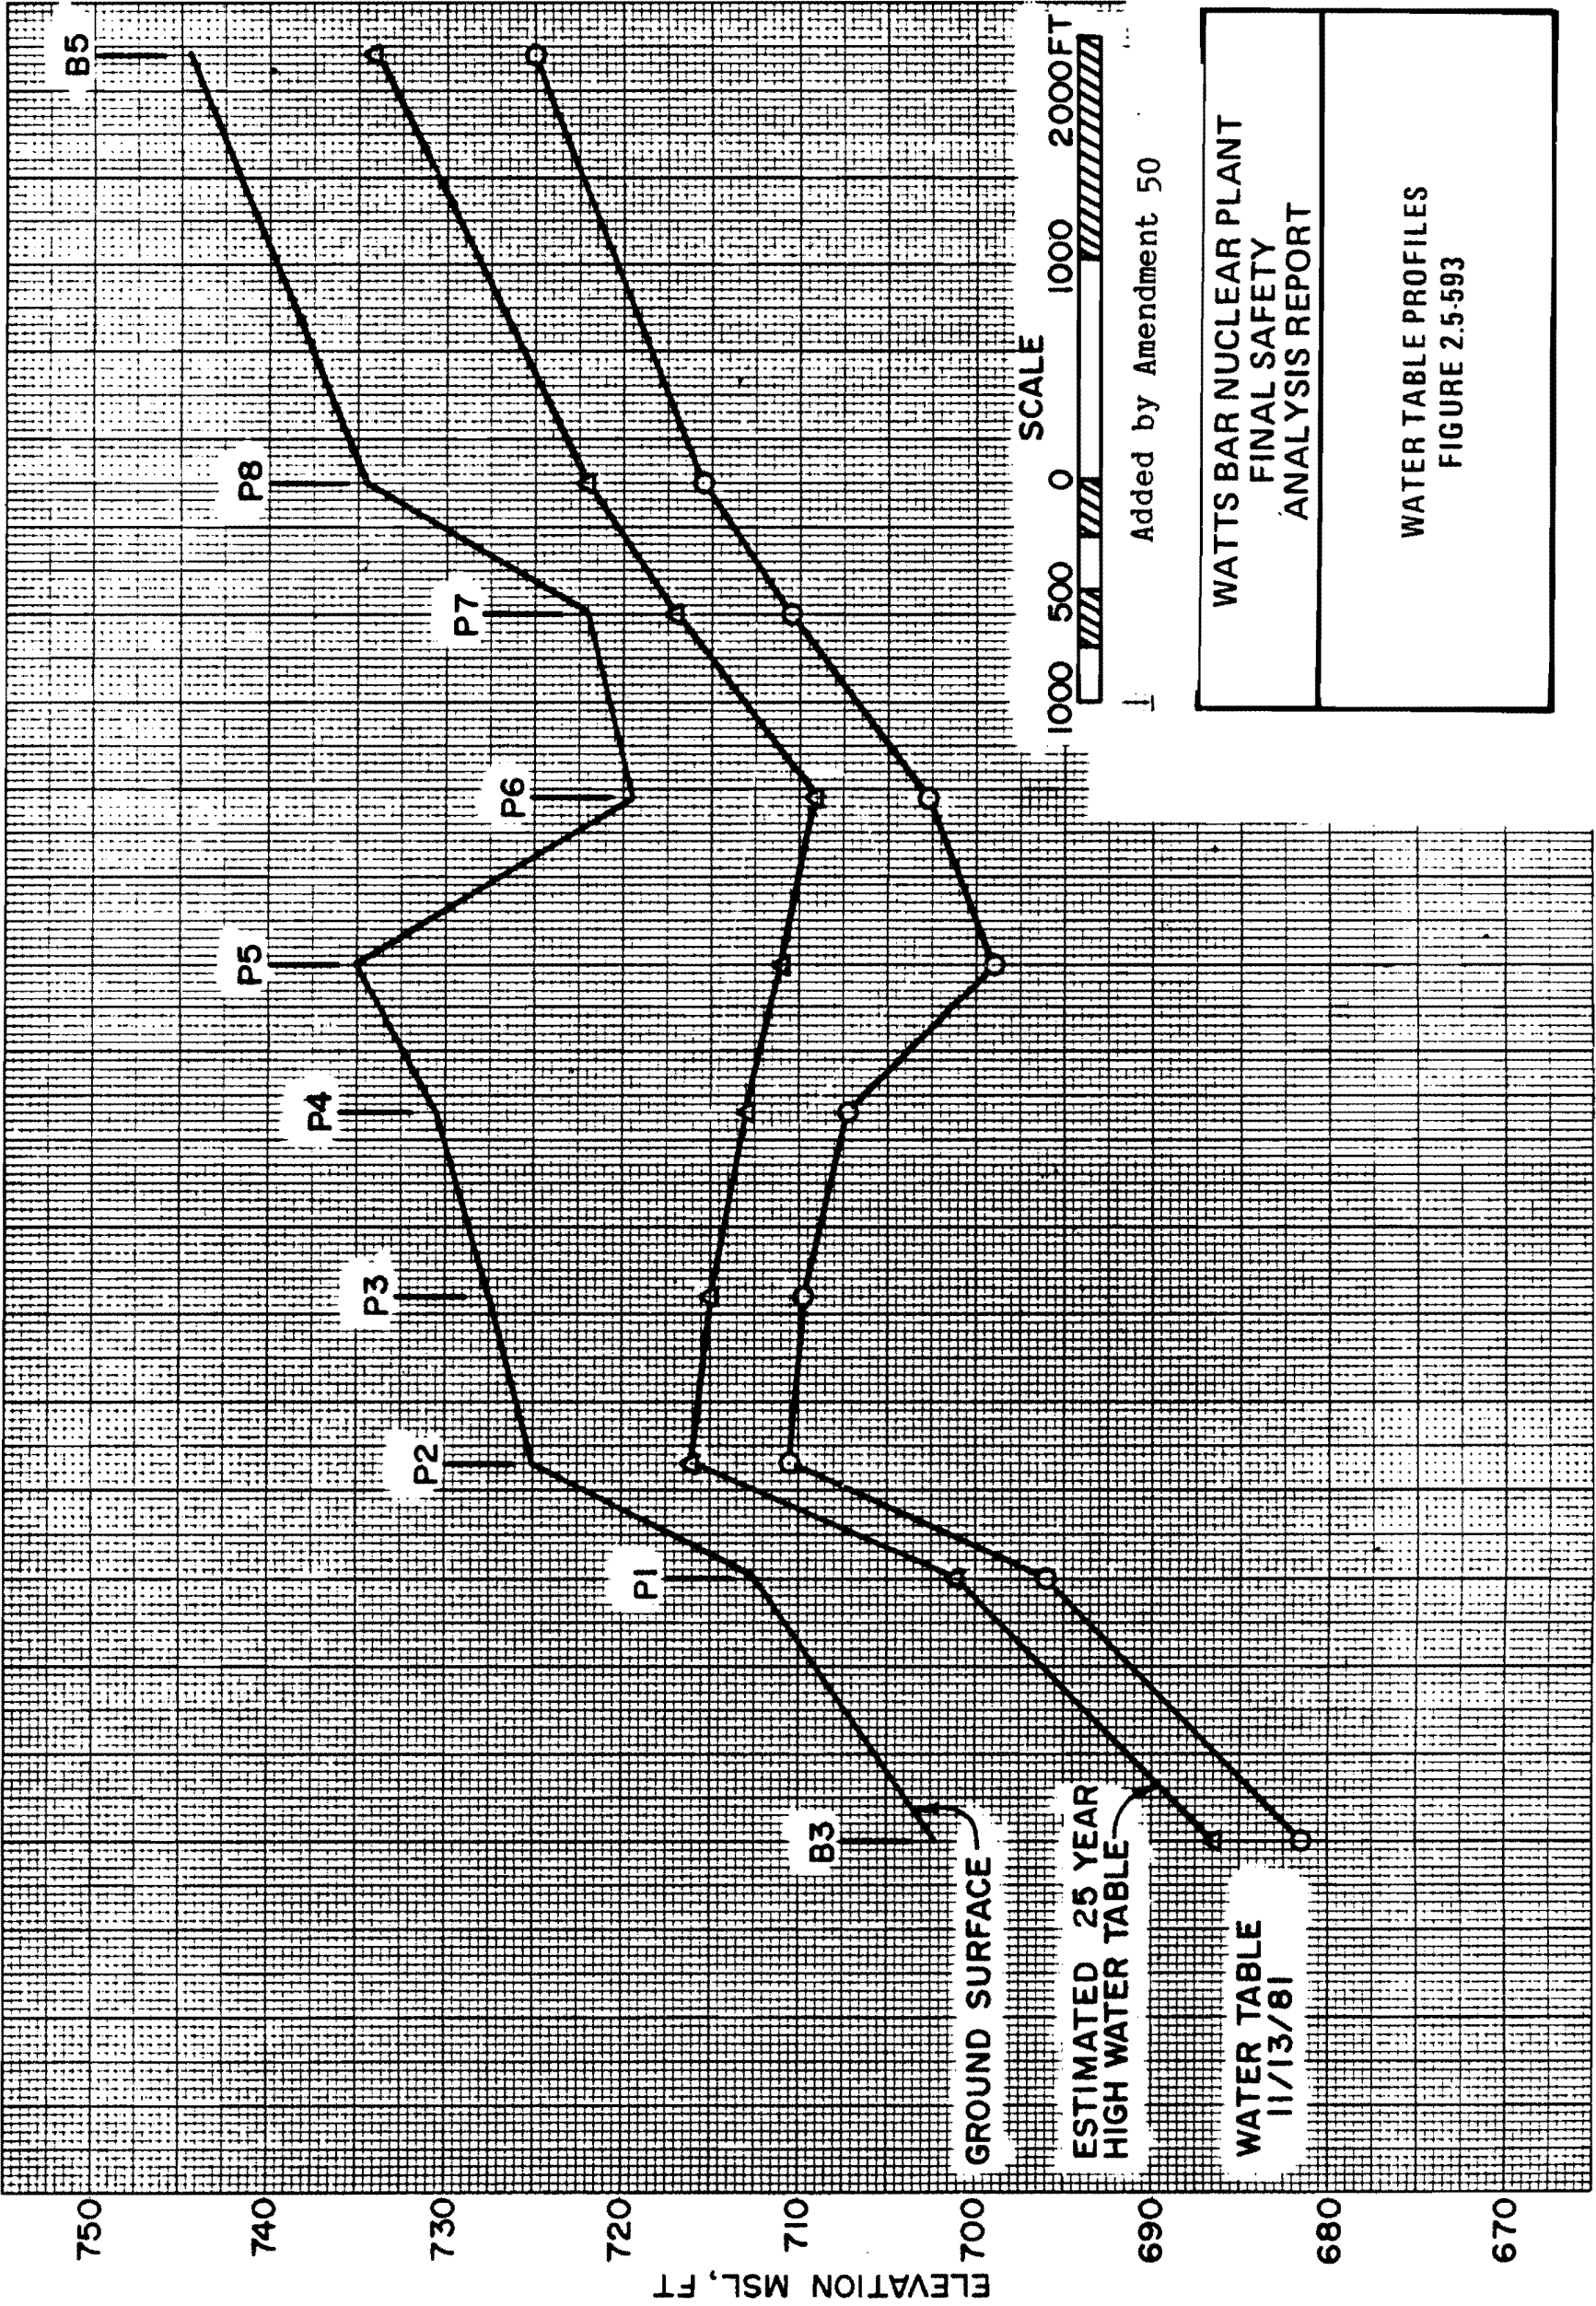 B5
P8
P7
P6
P5
P4
P3
P2
P1
B3
750
740
730
720
710
700
690
680
670
ELEVATION MSL, FT
GROUND SURFACE
ESTIMATED 25 YEAR
HIGH WATER TABLE
WATER TABLE
11/13/81
SCALE
1000 500 0 1000 2000FT
Added by Amendment 50
WATTS BAR NUCLEAR PLANT
FINAL SAFETY
ANALYSIS REPORT
WATER TABLE PROFILES
FIGURE 2.5-593